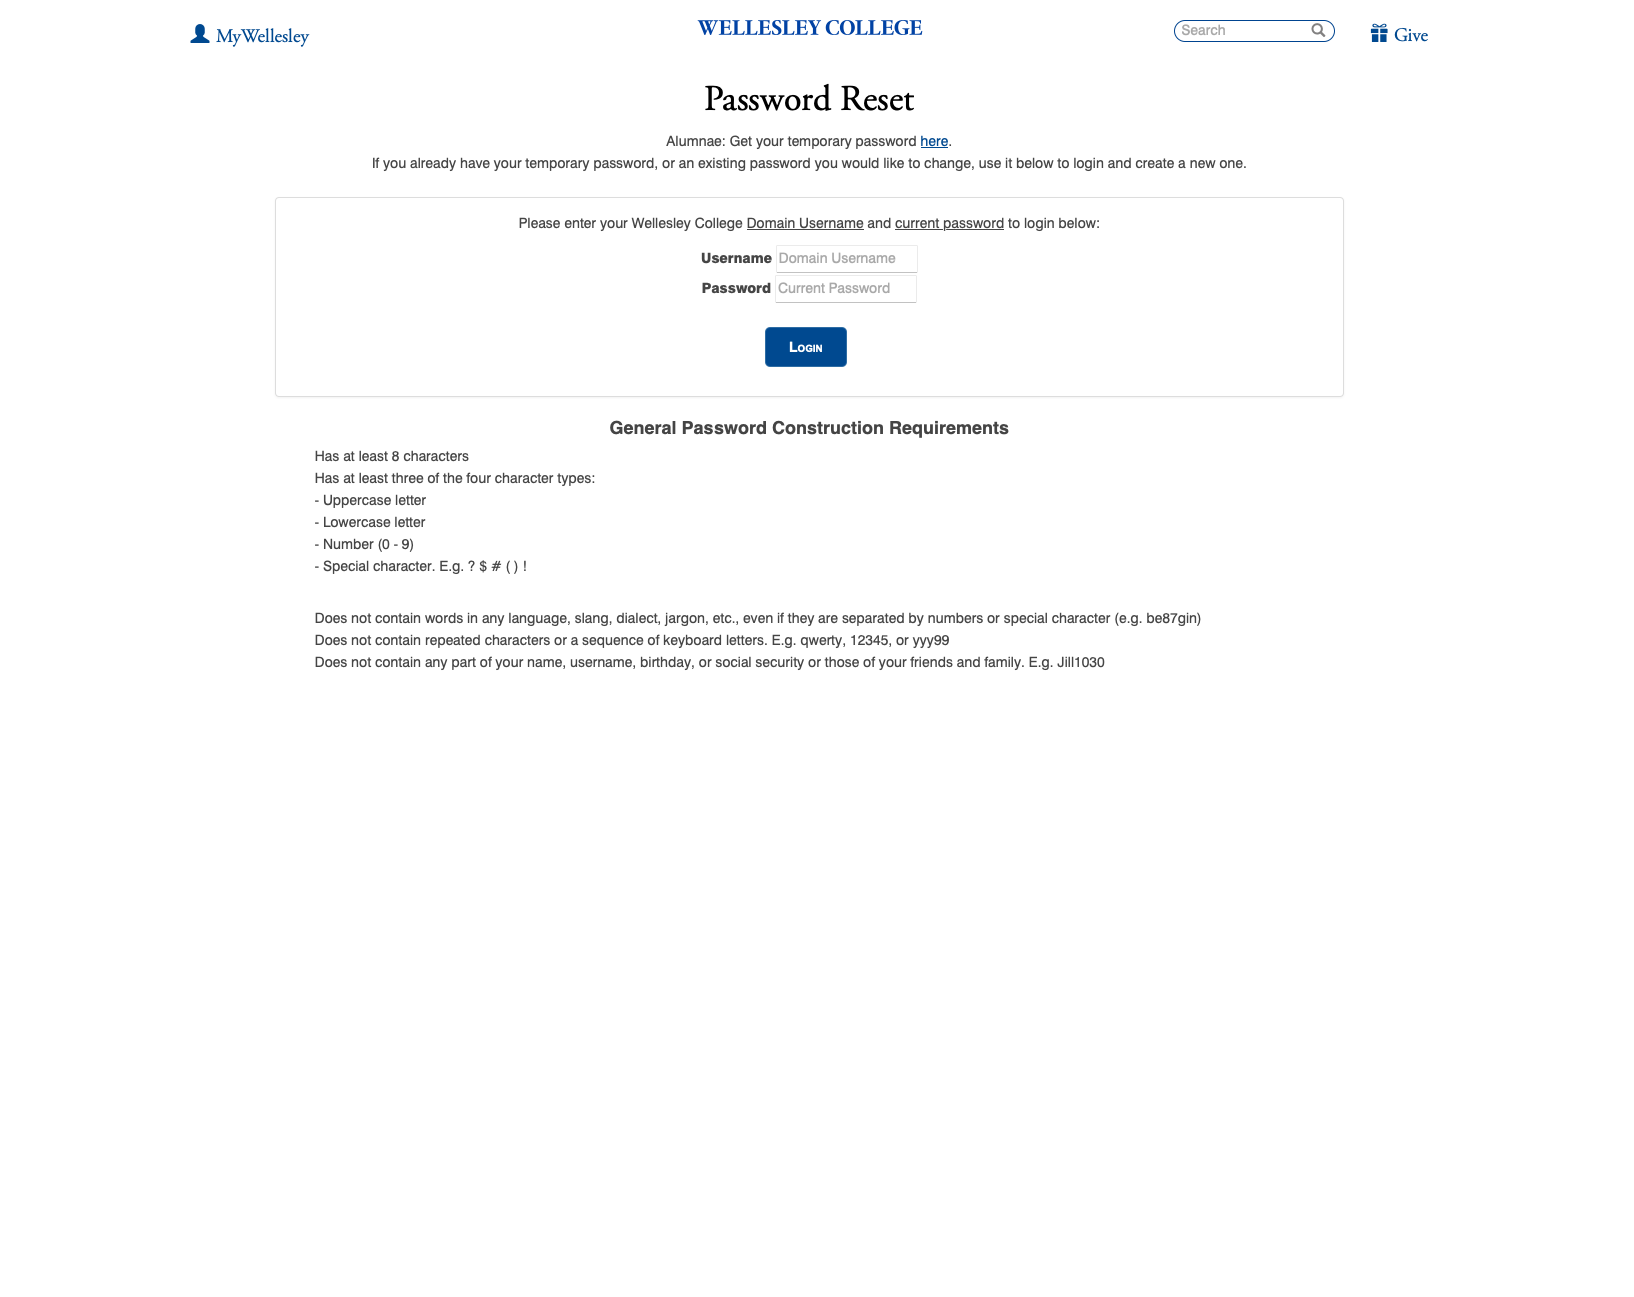 MyWellesley
WELLESLEY COLLEGE
Search
Give
Password Reset
Alumnae: Get your temporary password here.
If you already have your temporary password, or an existing password you would like to change, use it below to login and create a new one.
Please enter your Wellesley College Domain Username and current password to login below:
Username Domain Username
Password Current Password
Login
General Password Construction Requirements
Has at least 8 characters
Has at least three of the four character types:
- Uppercase letter
- Lowercase letter
- Number (0 - 9)
- Special character. E.g. ? $ # ( ) !
Does not contain words in any language, slang, dialect, jargon, etc., even if they are separated by numbers or special character (e.g. be87gin)
Does not contain repeated characters or a sequence of keyboard letters. E.g. qwerty, 12345, or yyy99
Does not contain any part of your name, username, birthday, or social security or those of your friends and family. E.g. Jill1030